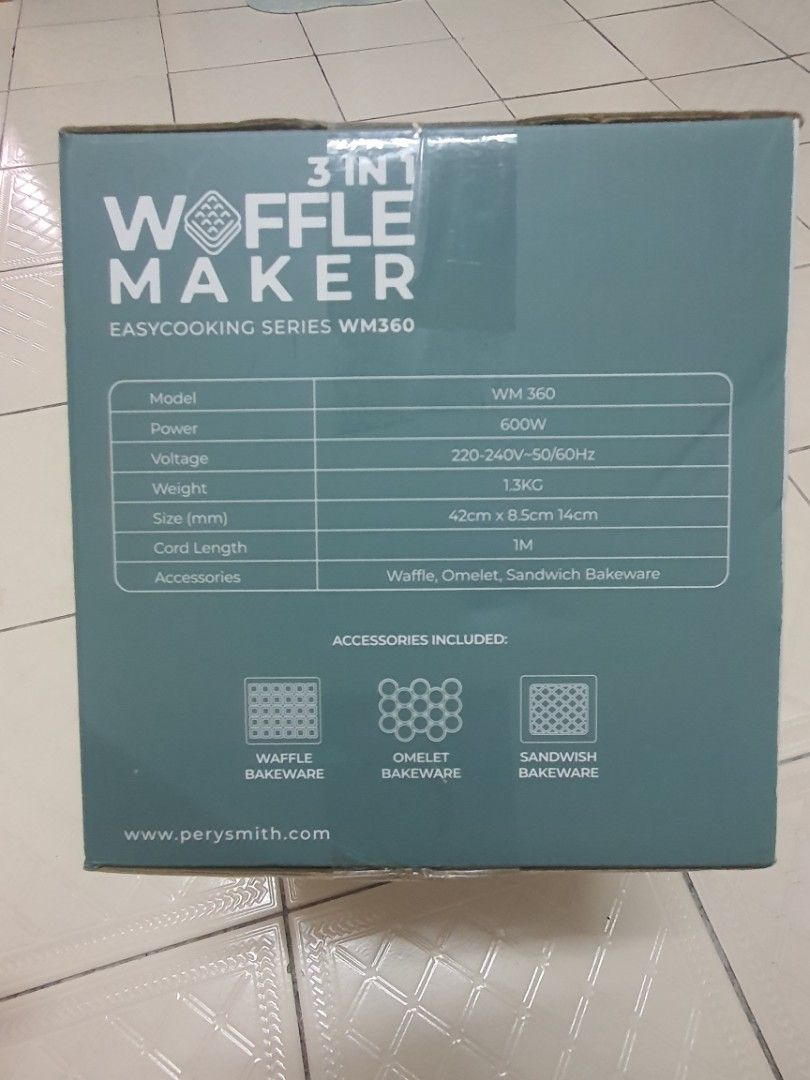 3 IN 1
WAFFLE
MAKER
EASYCOOKING SERIES WM360
Model WM 360
Power 600W
Voltage 220-240V~50/60Hz
Weight 1.3KG
Size (mm) 42cm x 8.5cm 14cm
Cord Length 1M
Accessories Waffle, Omelet, Sandwich Bakeware
ACCESSORIES INCLUDED:
WAFFLE
BAKEWARE
OMELET
BAKEWARE
SANDWISH
BAKEWARE
www.perysmith.com